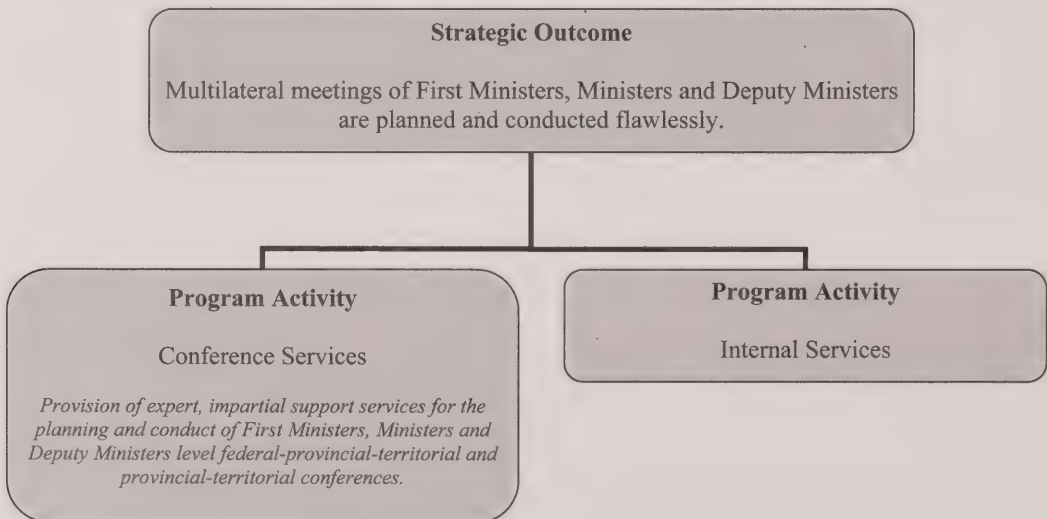 Strategic Outcome
Multilateral meetings of First Ministers, Ministers and Deputy Ministers
are planned and conducted flawlessly.
Program Activity
Conference Services
Provision of expert, impartial support services for the
planning and conduct of First Ministers, Ministers and
Deputy Ministers level federal-provincial-territorial and
provincial-territorial conferences.
Program Activity
Internal Services